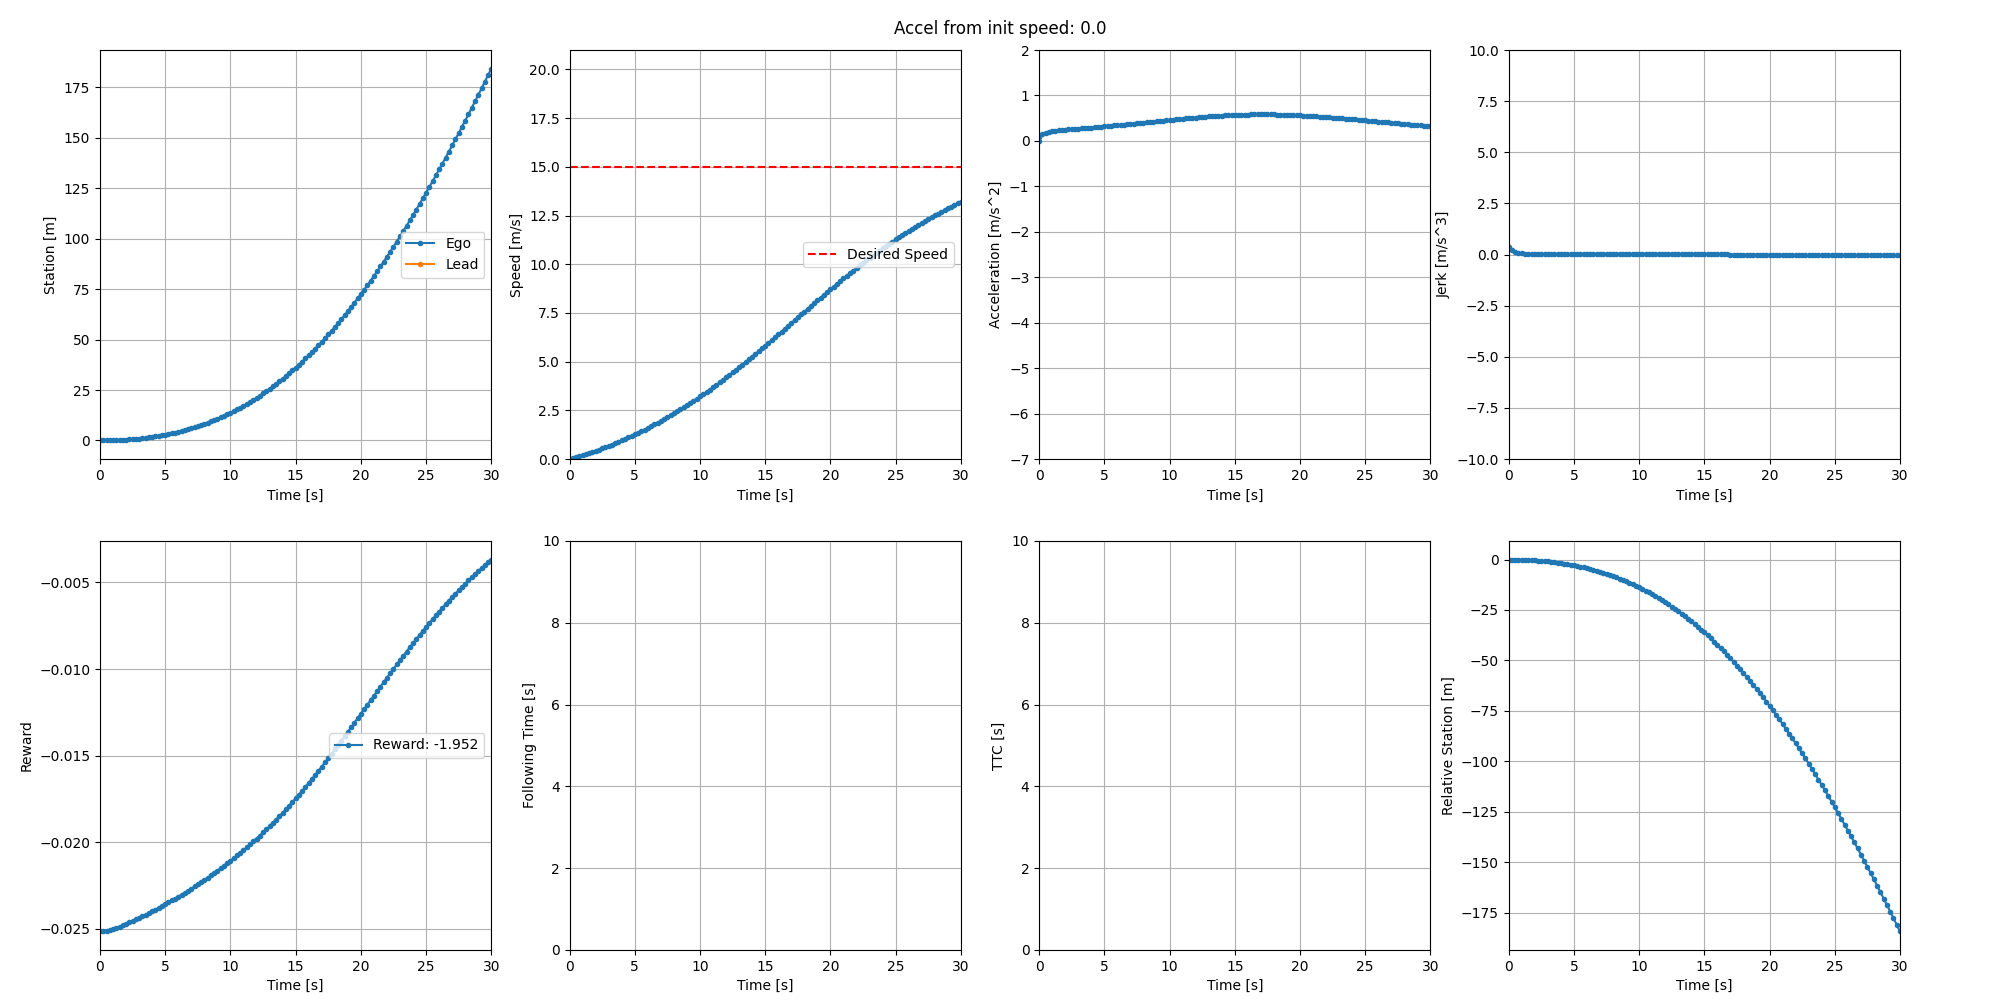 Accel from init speed: 0.0
Station [m]
175
150
125
100
75
50
25
0
Ego
Lead
0 5 10 15 20 25 30
Time [s]
Speed [m/s]
20.0
17.5
15.0
12.5
10.0
7.5
5.0
2.5
0.0
Desired Speed
0 5 10 15 20 25 30
Time [s]
Acceleration [m/s^2]
2
1
0
−1
−2
−3
−4
−5
−6
−7
0 5 10 15 20 25 30
Time [s]
Jerk [m/s^3]
10.0
7.5
5.0
2.5
0.0
−2.5
−5.0
−7.5
−10.0
0 5 10 15 20 25 30
Time [s]
Reward
−0.005
−0.010
−0.015
−0.020
−0.025
Reward: -1.952
0 5 10 15 20 25 30
Time [s]
Following Time [s]
10
8
6
4
2
0
0 5 10 15 20 25 30
Time [s]
TTC [s]
10
8
6
4
2
0
0 5 10 15 20 25 30
Time [s]
Relative Station [m]
0
−25
−50
−75
−100
−125
−150
−175
0 5 10 15 20 25 30
Time [s]